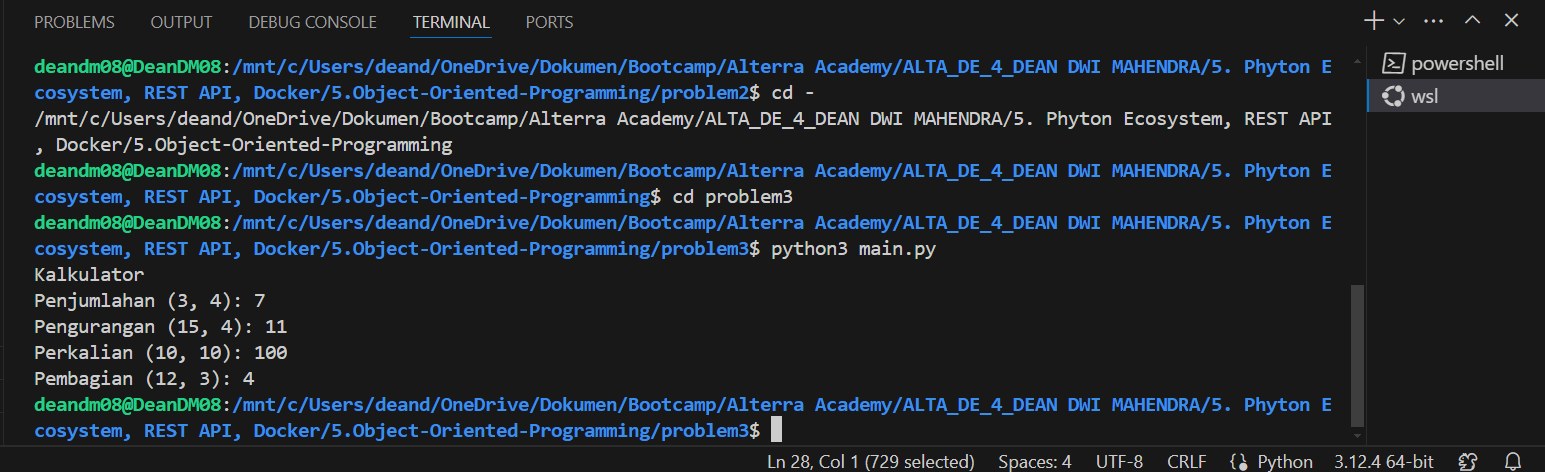 PROBLEMS OUTPUT DEBUG CONSOLE TERMINAL PORTS
deandm08@DeanDM08:/mnt/c/Users/deand/OneDrive/Dokumen/Bootcamp/Alterra Academy/ALTA_DE_4_DEAN DWI MAHENDRA/5. Phyton E
cosystem, REST API, Docker/5.Object-Oriented-Programming/problem2$ cd -
/mnt/c/Users/deand/OneDrive/Dokumen/Bootcamp/Alterra Academy/ALTA_DE_4_DEAN DWI MAHENDRA/5. Phyton Ecosystem, REST API
, Docker/5.Object-Oriented-Programming
deandm08@DeanDM08:/mnt/c/Users/deand/OneDrive/Dokumen/Bootcamp/Alterra Academy/ALTA_DE_4_DEAN DWI MAHENDRA/5. Phyton E
cosystem, REST API, Docker/5.Object-Oriented-Programming$ cd problem3
deandm08@DeanDM08:/mnt/c/Users/deand/OneDrive/Dokumen/Bootcamp/Alterra Academy/ALTA_DE_4_DEAN DWI MAHENDRA/5. Phyton E
cosystem, REST API, Docker/5.Object-Oriented-Programming/problem3$ python3 main.py
Kalkulator
Penjumlahan (3, 4): 7
Pengurangan (15, 4): 11
Perkalian (10, 10): 100
Pembagian (12, 3): 4
deandm08@DeanDM08:/mnt/c/Users/deand/OneDrive/Dokumen/Bootcamp/Alterra Academy/ALTA_DE_4_DEAN DWI MAHENDRA/5. Phyton E
cosystem, REST API, Docker/5.Object-Oriented-Programming/problem3$
powershell
wsl
Ln 28, Col 1 (729 selected) Spaces: 4 UTF-8 CRLF Python 3.12.4 64-bit